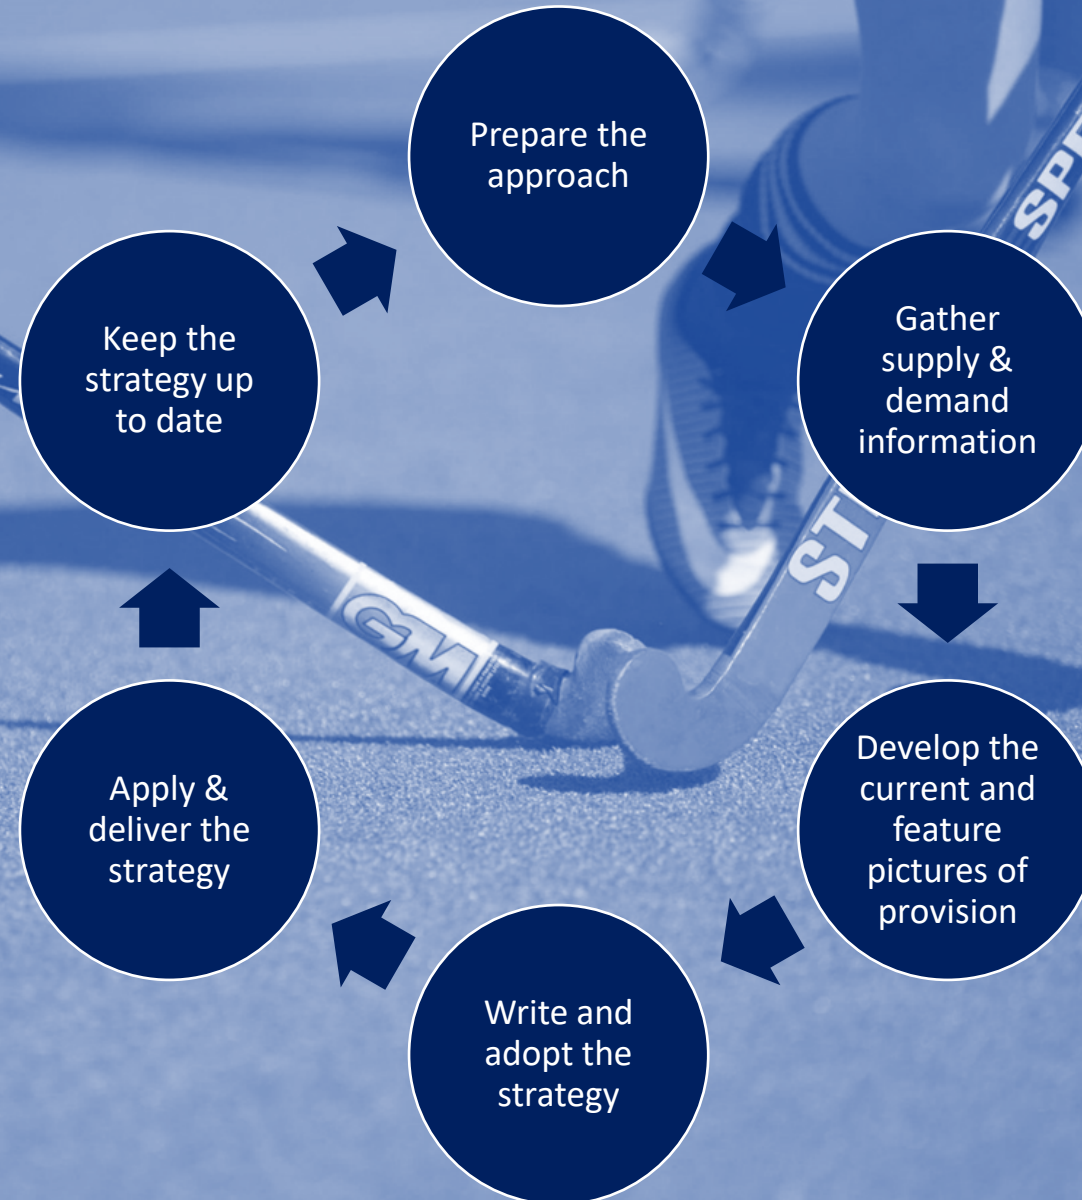 Prepare the
approach
Gather
supply &
demand
information
Develop the
current and
feature
pictures of
provision
Write and
adopt the
strategy
Apply &
deliver the
strategy
Keep the
strategy up
to date
GM
ST
SPE